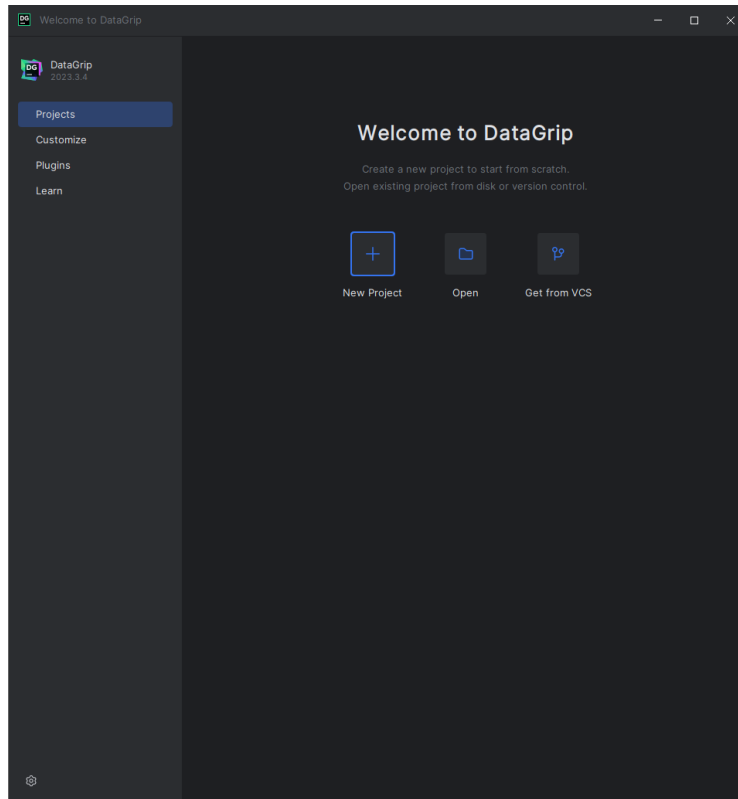 DG Welcome to DataGrip
DG DataGrip
2023.3.4
Projects
Customize
Plugins
Learn
Welcome to DataGrip
Create a new project to start from scratch.
Open existing project from disk or version control.
New Project
Open
Get from VCS